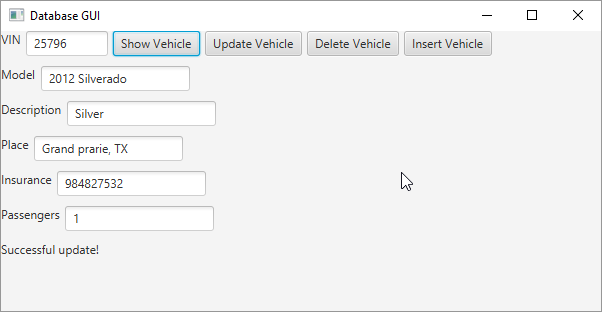 Database GUI
VIN 25796 Show Vehicle Update Vehicle Delete Vehicle Insert Vehicle
Model 2012 Silverado
Description Silver
Place Grand prarie, TX
Insurance 984827532
Passengers 1
Successful update!